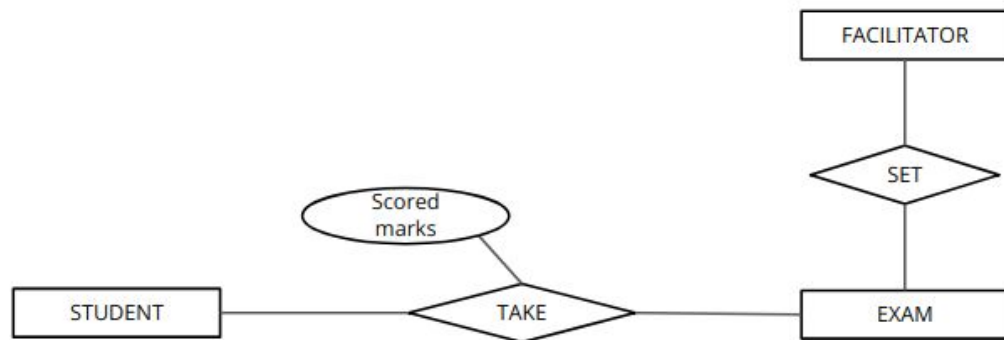 FACILITATOR
SET
Scored
marks
STUDENT
TAKE
EXAM